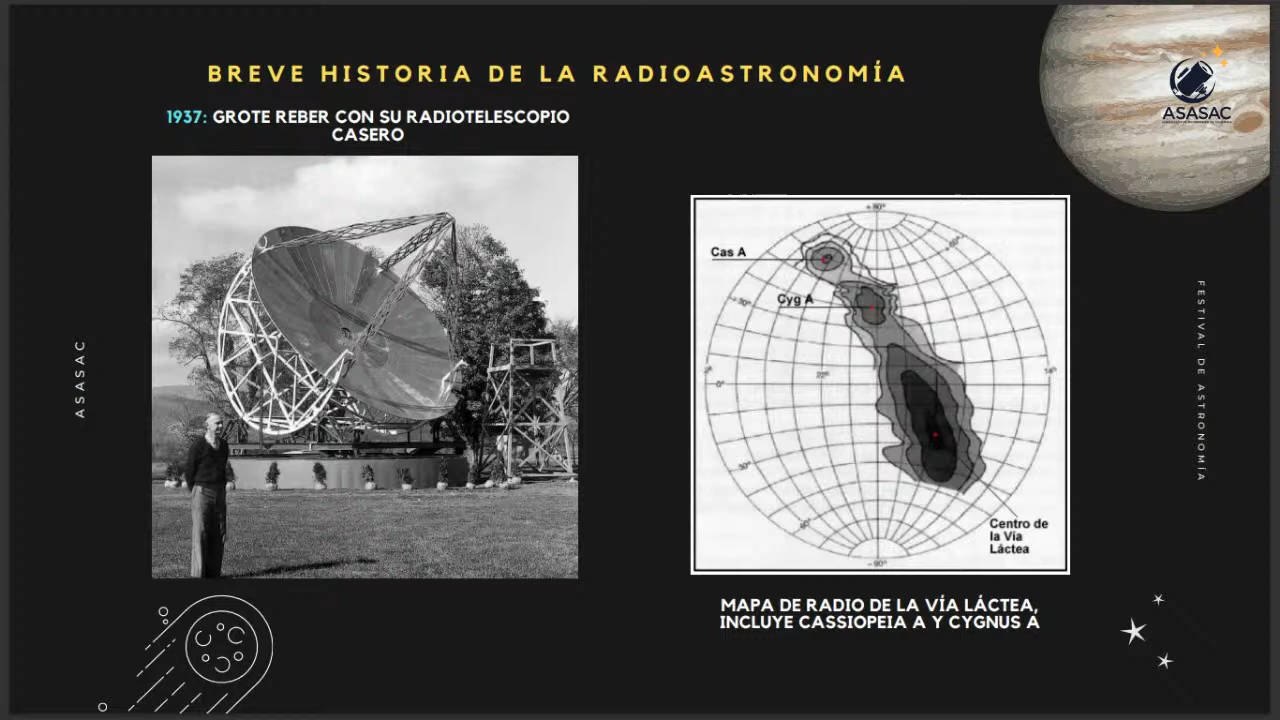 BREVE HISTORIA DE LA RADIOASTRONOMÍA
1937: GROTE REBER CON SU RADIOTELESCOPIO
CASERO
ASASAC
ASASAC
Cas A
Cyg A
+90°
0°
-90°
Centro de
la Vía
Láctea
MAPA DE RADIO DE LA VÍA LÁCTEA,
INCLUYE CASSIOPEIA A Y CYGNUS A
FESTIVAL DE ASTRONOMÍA